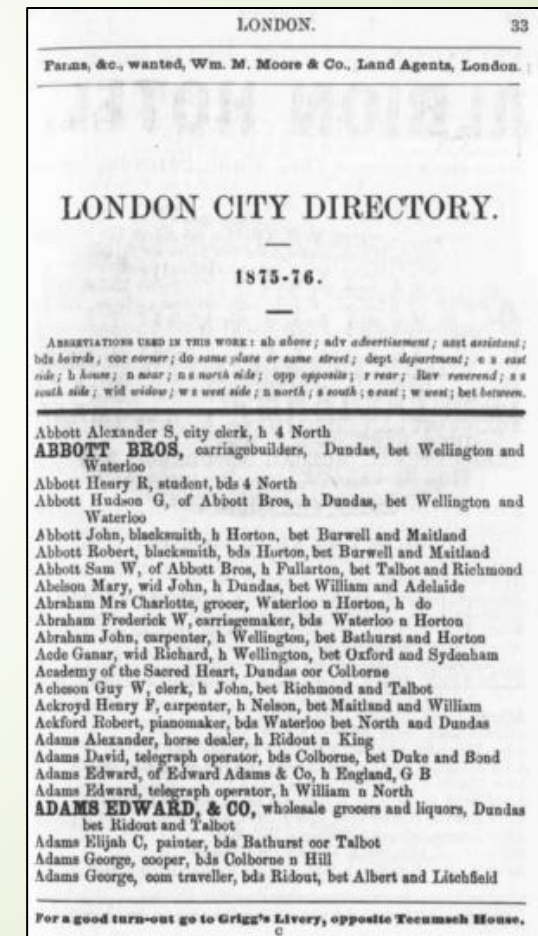 LONDON. 33
Farms, &c., wanted, Wm. M. Moore & Co., Land Agents, London.
LONDON CITY DIRECTORY.
1875-76.
ABBREVIATIONS USED IN THIS WORK: ab above; adv advertisement; asst assistant;
bds boards, cor corner; do same place or same street; dept department; e s east
side; h house; n near; n s north side; opp opposite; r rear; Rev reverend; s s
south side; wid widow; w s west side; n north; s south; e east; w west; bet between.
Abbott Alexander S, city clerk, h 4 North
ABBOTT BROS, carriagebuilders, Dundas, bet Wellington and
Waterloo
Abbott Henry R, student, bds 4 North
Abbott Hudson G, of Abbott Bros, h Dundas, bet Wellington and
Waterloo
Abbott John, blacksmith, h Horton, bet Burwell and Maitland
Abbott Robert, blacksmith, bds Horton, bet Burwell and Maitland
Abbott Sam W, of Abbott Bros, h Fullarton, bet Talbot and Richmond
Abelson Mary, wid John, h Dundas, bet William and Adelaide
Abraham Mrs Charlotte, grocer, Waterloo n Horton, h do
Abraham Frederick W, carriagemaker, bds Waterloo n Horton
Abraham John, carpenter, h Wellington, bet Bathurst and Horton
Acde Ganar, wid Richard, h Wellington, bet Oxford and Sydenham
Academy of the Sacred Heart, Dundas cor Colborne
Acheson Guy W, clerk, h John, bet Richmond and Talbot
Ackroyd Henry F, carpenter, h Nelson, bet Maitland and William
Ackford Robert, pianomaker, bds Waterloo bet North and Dundas
Adams Alexander, horse dealer, h Ridout n King
Adams David, telegraph operator, bds Colborne, bet Duke and Bond
Adams Edward, of Edward Adams & Co, h England, G B
Adams Edward, telegraph operator, h William n North
ADAMS EDWARD, & CO, wholesale grocers and liquors, Dundas
bet Ridout and Talbot
Adams Elijah C, painter, bds Bathurst cor Talbot
Adams George, cooper, bds Colborne n Hill
Adams George, com traveller, bds Ridout, bet Albert and Litchfield
For a good turn-out go to Grigg's Livery, opposite Tecumseh House.
C